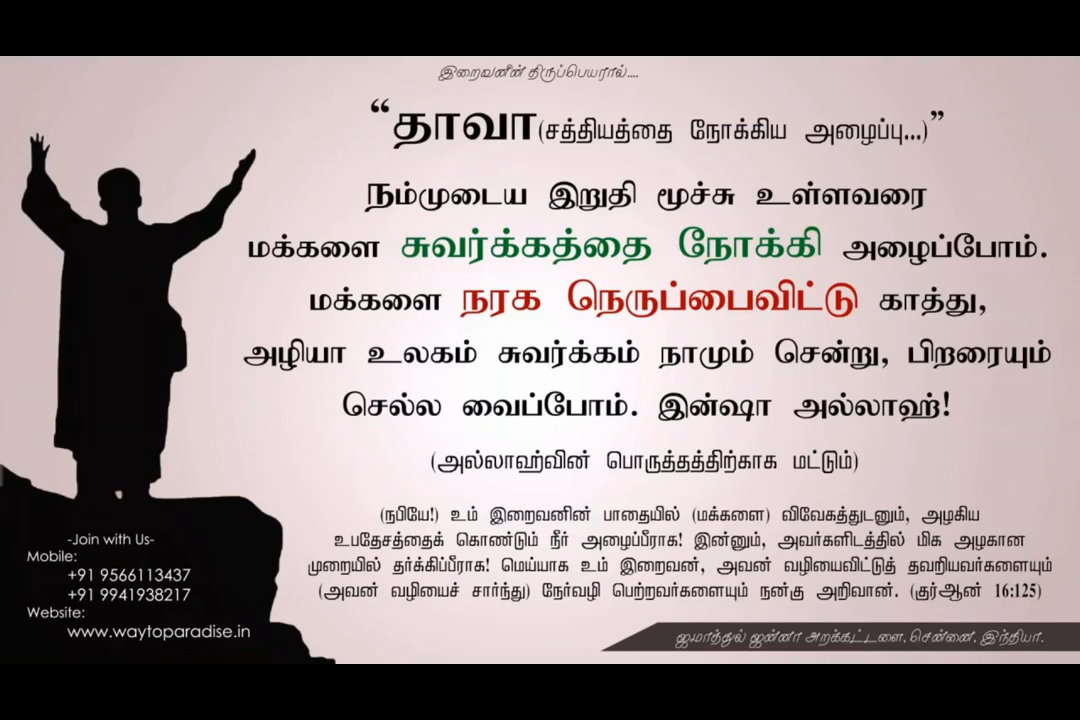 இறைவனின் திருப்பெயரால்....
“தாவா(சத்தியத்தை நோக்கிய அழைப்பு...)”
நம்முடைய இறுதி மூச்சு உள்ளவரை
மக்களை சுவர்க்கத்தை நோக்கி அழைப்போம்.
மக்களை நரக நெருப்பைவிட்டு காத்து,
அழியா உலகம் சுவர்க்கம் நாமும் சென்று, பிறரையும்
செல்ல வைப்போம். இன்ஷா அல்லாஹ்!
(அல்லாஹ்வின் பொருத்தத்திற்காக மட்டும்)
(நபியே!) உம் இறைவனின் பாதையில் (மக்களை) விவேகத்துடனும், அழகிய
உபதேசத்தைக் கொண்டும் நீர் அழைப்பீராக! இன்னும், அவர்களிடத்தில் மிக அழகான
முறையில் தர்க்கிப்பீராக! மெய்யாக உம் இறைவன், அவன் வழியைவிட்டுத் தவறியவர்களையும்
(அவன் வழியைச் சார்ந்து) நேர்வழி பெற்றவர்களையும் நன்கு அறிவான். (குர்ஆன் 16:125)
-Join with Us-
Mobile:
+91 9566113437
+91 9941938217
Website:
www.waytoparadise.in
ஜமாத்துல் ஜன்னா அறக்கட்டளை, சென்னை, இந்தியா.